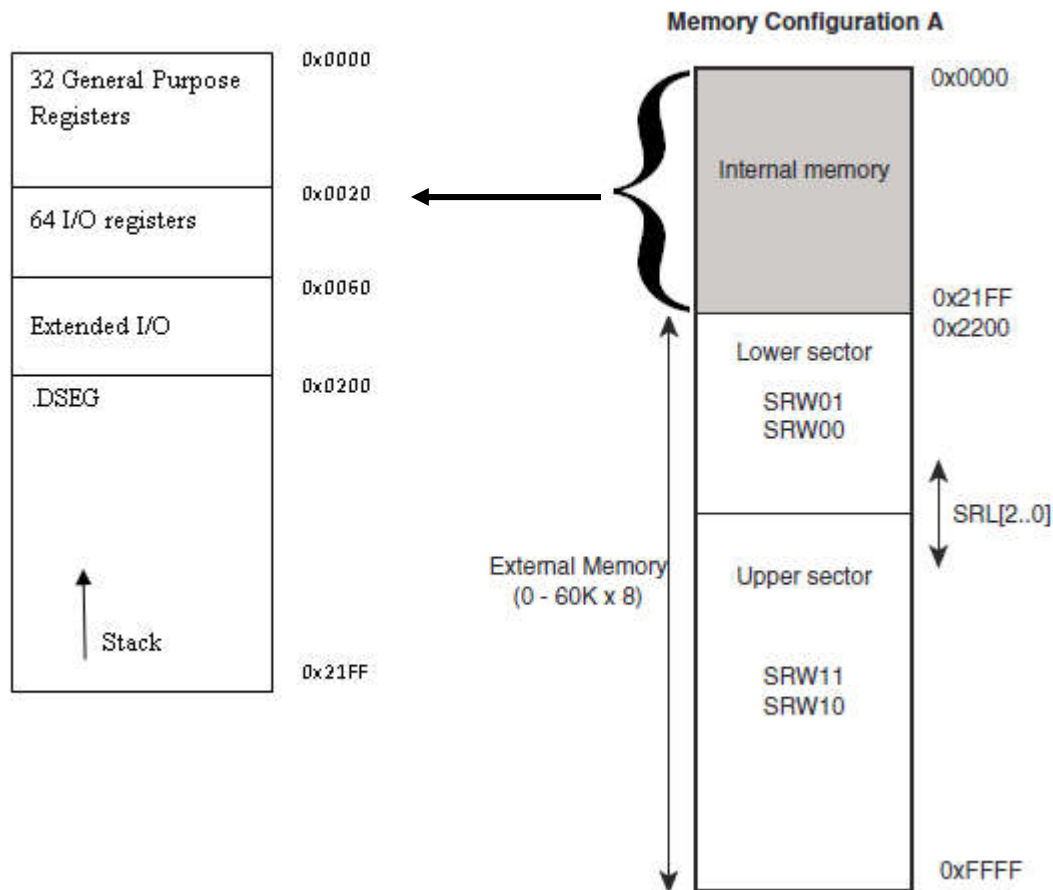 Memory Configuration A
32 General Purpose
Registers
0x0000
64 I/O registers
0x0020
Extended I/O
0x0060
.DSEG
0x0200
Stack
0x21FF
Internal memory
0x0000
0x21FF
0x2200
Lower sector
SRW01
SRW00
SRL[2..0]
External Memory
(0 - 60K x 8)
Upper sector
SRW11
SRW10
0xFFFF